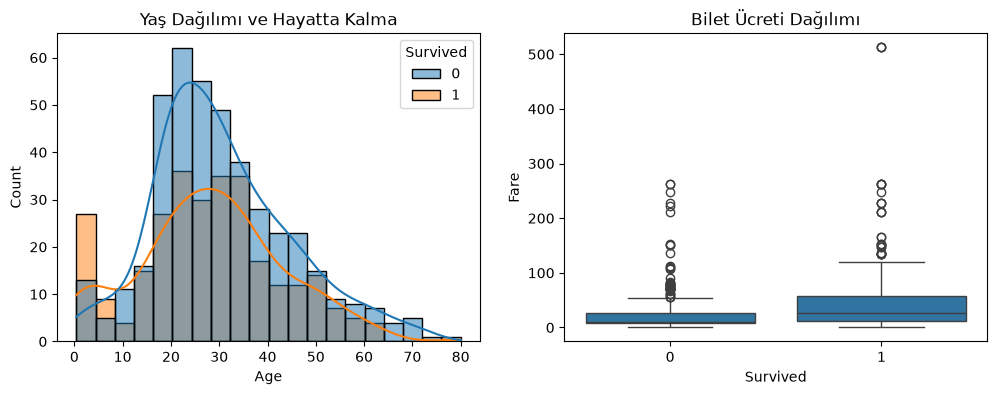 Yaş Dağılımı ve Hayatta Kalma
Survived
0
1
Count
60
50
40
30
20
10
0
0 10 20 30 40 50 60 70 80
Age
Bilet Ücreti Dağılımı
Fare
500
400
300
200
100
0
0 1
Survived